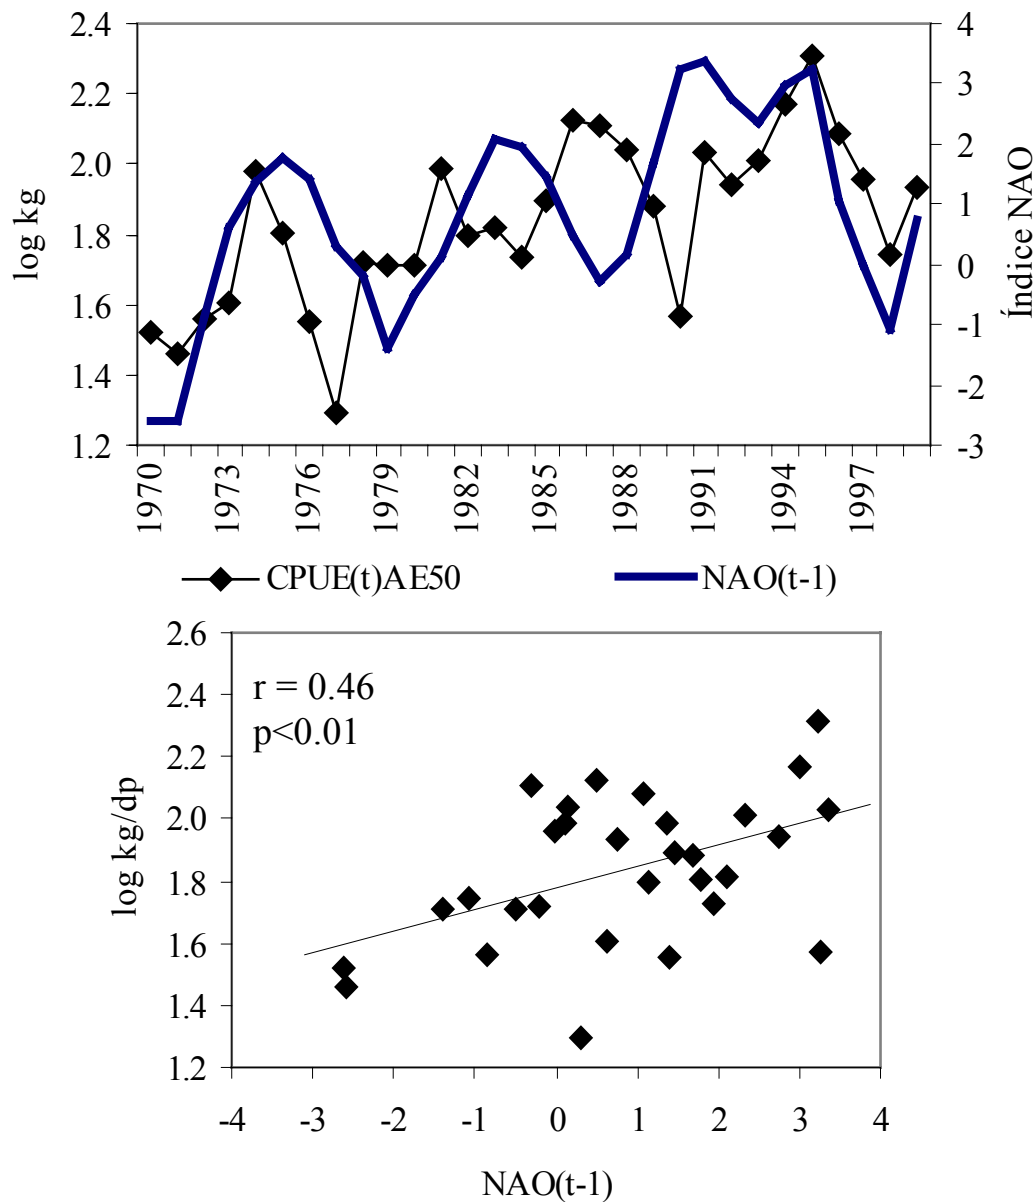 2.4
2.2
2.0
1.8
1.6
1.4
1.2
log kg
4
3
2
1
0
-1
-2
-3
Índice NAO
1970 1973 1976 1979 1982 1985 1988 1991 1994 1997
CPUE(t)AE50 NAO(t-1)
2.6
2.4
2.2
2.0
1.8
1.6
1.4
1.2
log kg/dp
r = 0.46
p<0.01
-4 -3 -2 -1 0 1 2 3 4
NAO(t-1)